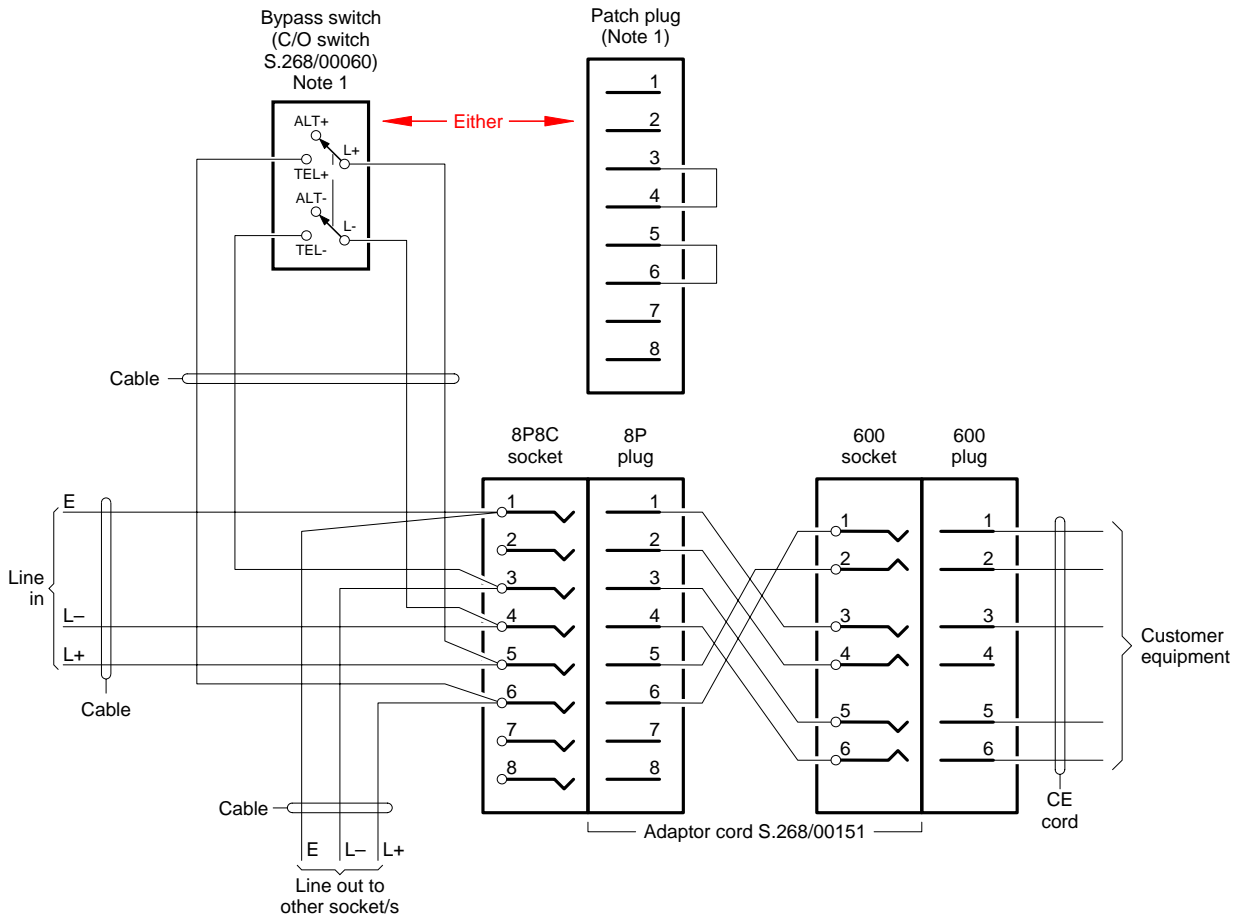 Bypass switch
(C/O switch
S.268/00060)
Note 1
Patch plug
(Note 1)
Either
ALT+
L+
TEL+
ALT-
L-
TEL-
1
2
3
4
5
6
7
8
Cable
8P8C
socket
8P
plug
600
socket
600
plug
Line
in
E
L–
L+
Cable
1
2
3
4
5
6
7
8
1
2
3
4
5
6
7
8
1
2
3
4
5
6
1
2
3
4
5
6
Customer
equipment
CE
cord
Cable
Adaptor cord S.268/00151
E L– L+
Line out to
other socket/s